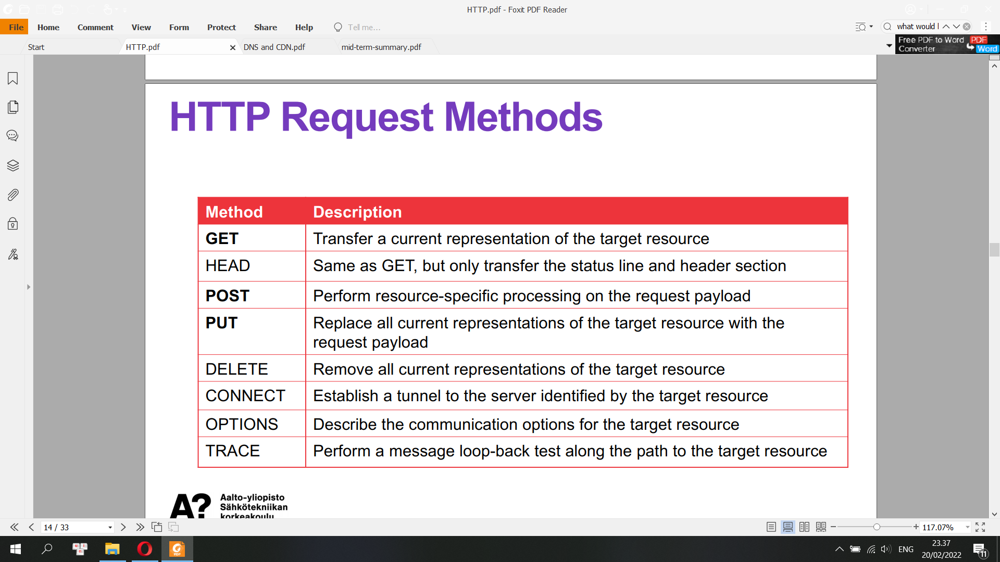 HTTP.pdf - Foxit PDF Reader
File Home Comment View Form Protect Share Help Tell me...
what would l
Start HTTP.pdf DNS and CDN.pdf mid-term-summary.pdf
Free PDF to Word
Converter
PDF
Word
HTTP Request Methods
Method Description
GET Transfer a current representation of the target resource
HEAD Same as GET, but only transfer the status line and header section
POST Perform resource-specific processing on the request payload
PUT Replace all current representations of the target resource with the
request payload
DELETE Remove all current representations of the target resource
CONNECT Establish a tunnel to the server identified by the target resource
OPTIONS Describe the communication options for the target resource
TRACE Perform a message loop-back test along the path to the target resource
A?
Aalto-yliopisto
Sähkötekniikan
korkeakoulu
14 / 33
117.07%
ENG
23.37
20/02/2022
11